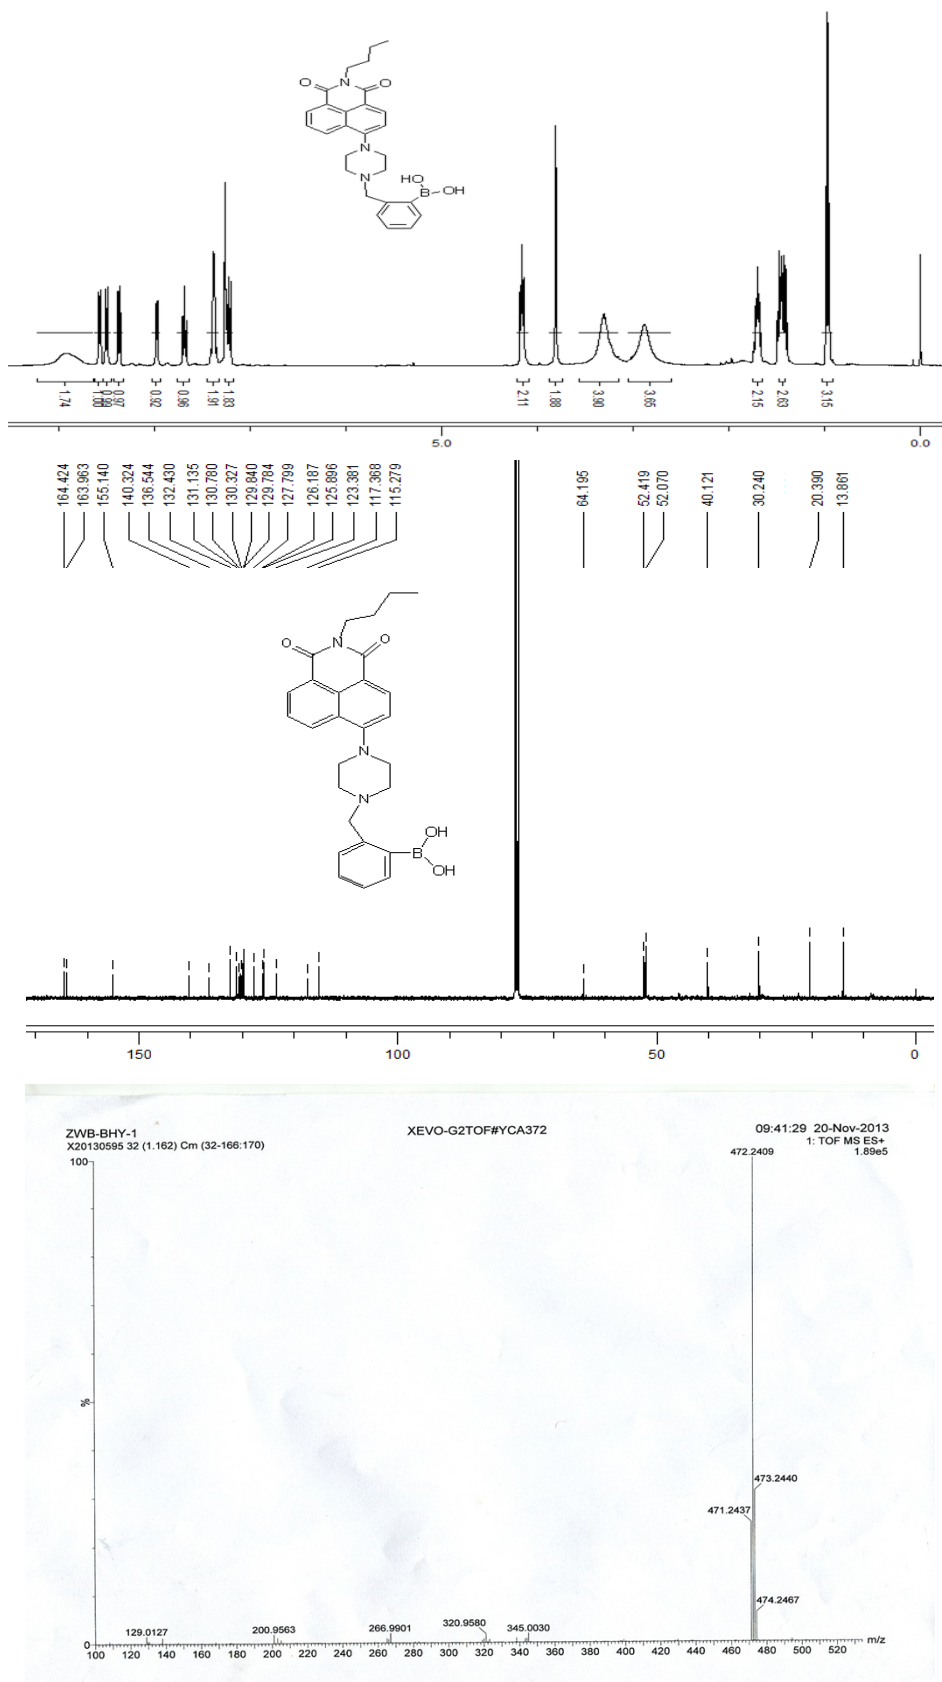 O N O
N
N
HO
B OH
1.74
1.00
0.99
0.97
0.92
0.96
1.91
1.83
2.11
1.88
3.90
3.65
2.15
2.63
3.15
5.0 0.0
164.424
163.963
155.140
140.324
136.544
132.430
131.135
130.780
130.327
129.840
129.784
127.799
126.187
125.896
123.381
117.368
115.279
64.195
52.419
52.070
40.121
30.240
20.390
13.861
O N O
N
N
OH
B
OH
150 100 50 0
ZWB-BHY-1 XEVO-G2TOF#YCA372 09:41:29 20-Nov-2013
X20130595 32 (1.162) Cm (32-166:170) 1: TOF MS ES+
472.2409 1.89e5
100
%
473.2440
471.2437
474.2467
129.0127 200.9563 266.9901 320.9580 345.0030
0 m/z
100 120 140 160 180 200 220 240 260 280 300 320 340 360 380 400 420 440 460 480 500 520